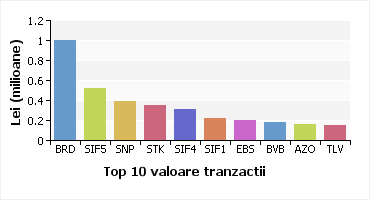 Lei (milioane)
1.2
1
0.8
0.6
0.4
0.2
0
BRD SIF5 SNP STK SIF4 SIF1 EBS BVB AZO TLV
Top 10 valoare tranzactii